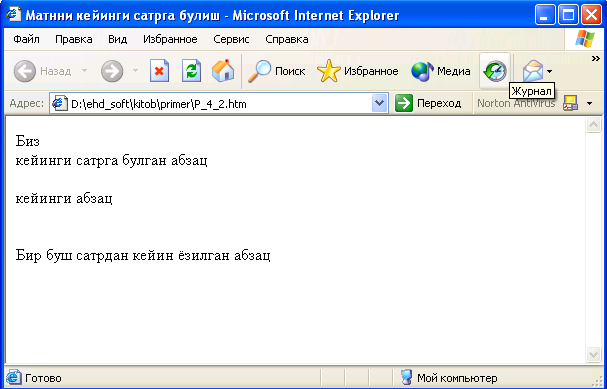 Матнни кейинги сатрга булиш - Microsoft Internet Explorer
Файл Правка Вид Избранное Сервис Справка
Назад Поиск Избранное Медиа
Журнал
Адрес: D:\ehd_soft\kitob\primer\P_4_2.htm Переход Norton AntiVirus
Биз
кейинги сатрга булган абзац
кейинги абзац
Бир буш сатрдан кейин ёзилган абзац
Готово Мой компьютер